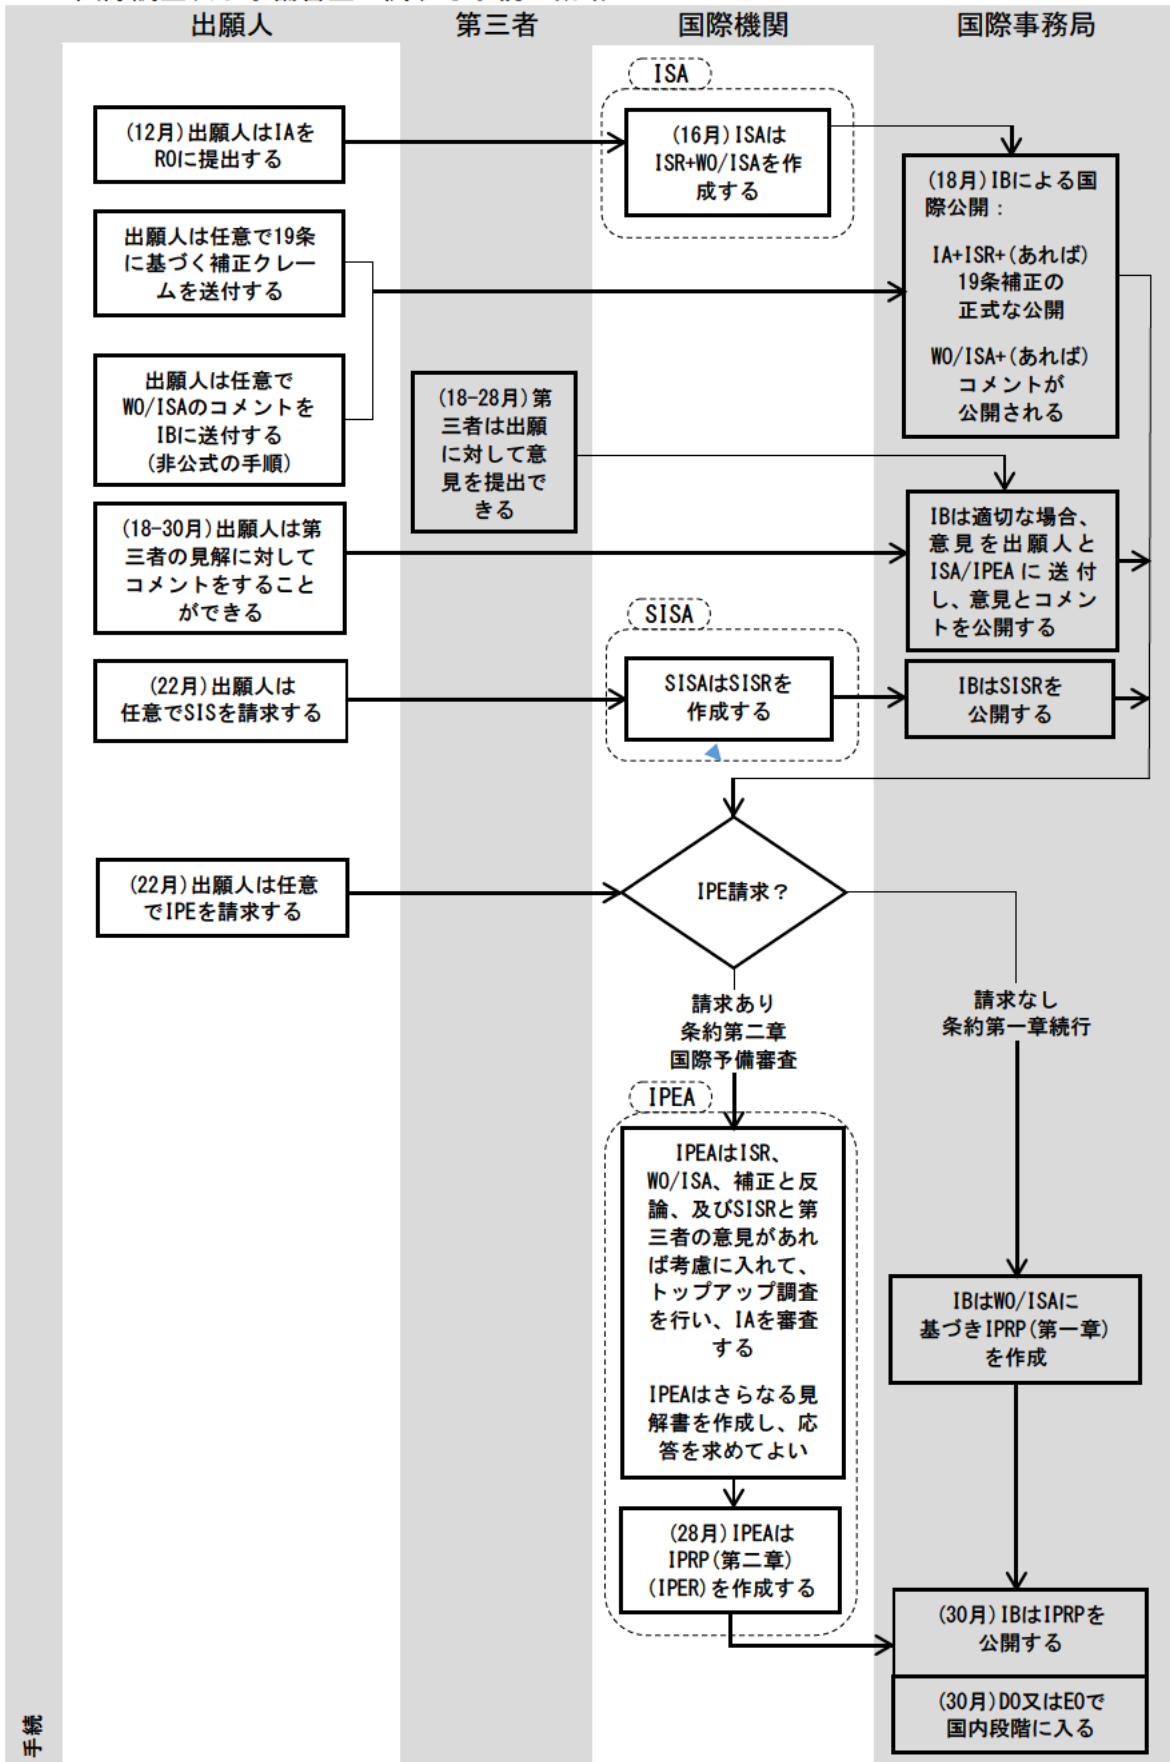 出願人
第三者
国際機関
国際事務局
ISA
(12月)出願人はIAを
ROに提出する
(16月)ISAは
ISR+WO/ISAを作
成する
(18月)IBによる国
際公開：
IA+ISR+(あれば)
19条補正の
正式な公開
WO/ISA+(あれば)
コメントが
公開される
出願人は任意で19条
に基づく補正クレー
ムを送付する
出願人は任意で
WO/ISAのコメントを
IBに送付する
(非公式の手順)
(18-28月)第
三者は出願
に対して意
見を提出で
きる
(18-30月)出願人は第
三者の見解に対して
コメントをすること
ができる
IBは適切な場合、
意見を出願人と
ISA/IPEAに送付
し、意見とコメン
トを公開する
SISA
(22月)出願人は
任意でSISを請求する
SISAはSISRを
作成する
IBはSISRを
公開する
(22月)出願人は任意
でIPEを請求する
IPE請求？
請求あり
条約第二章
国際予備審査
請求なし
条約第一章続行
IPEA
IPEAはISR、
WO/ISA、補正と反
論、及びSISRと第
三者の意見があれ
ば考慮に入れて、
トップアップ調査
を行い、IAを審査
する
IPEAはさらなる見
解書を作成し、応
答を求めてよい
IBはWO/ISAに
基づきIPRP(第一章)
を作成
(28月)IPEAは
IPRP(第二章)
(IPER)を作成する
(30月)IBはIPRPを
公開する
(30月)DO又はEOで
国内段階に入る
手続